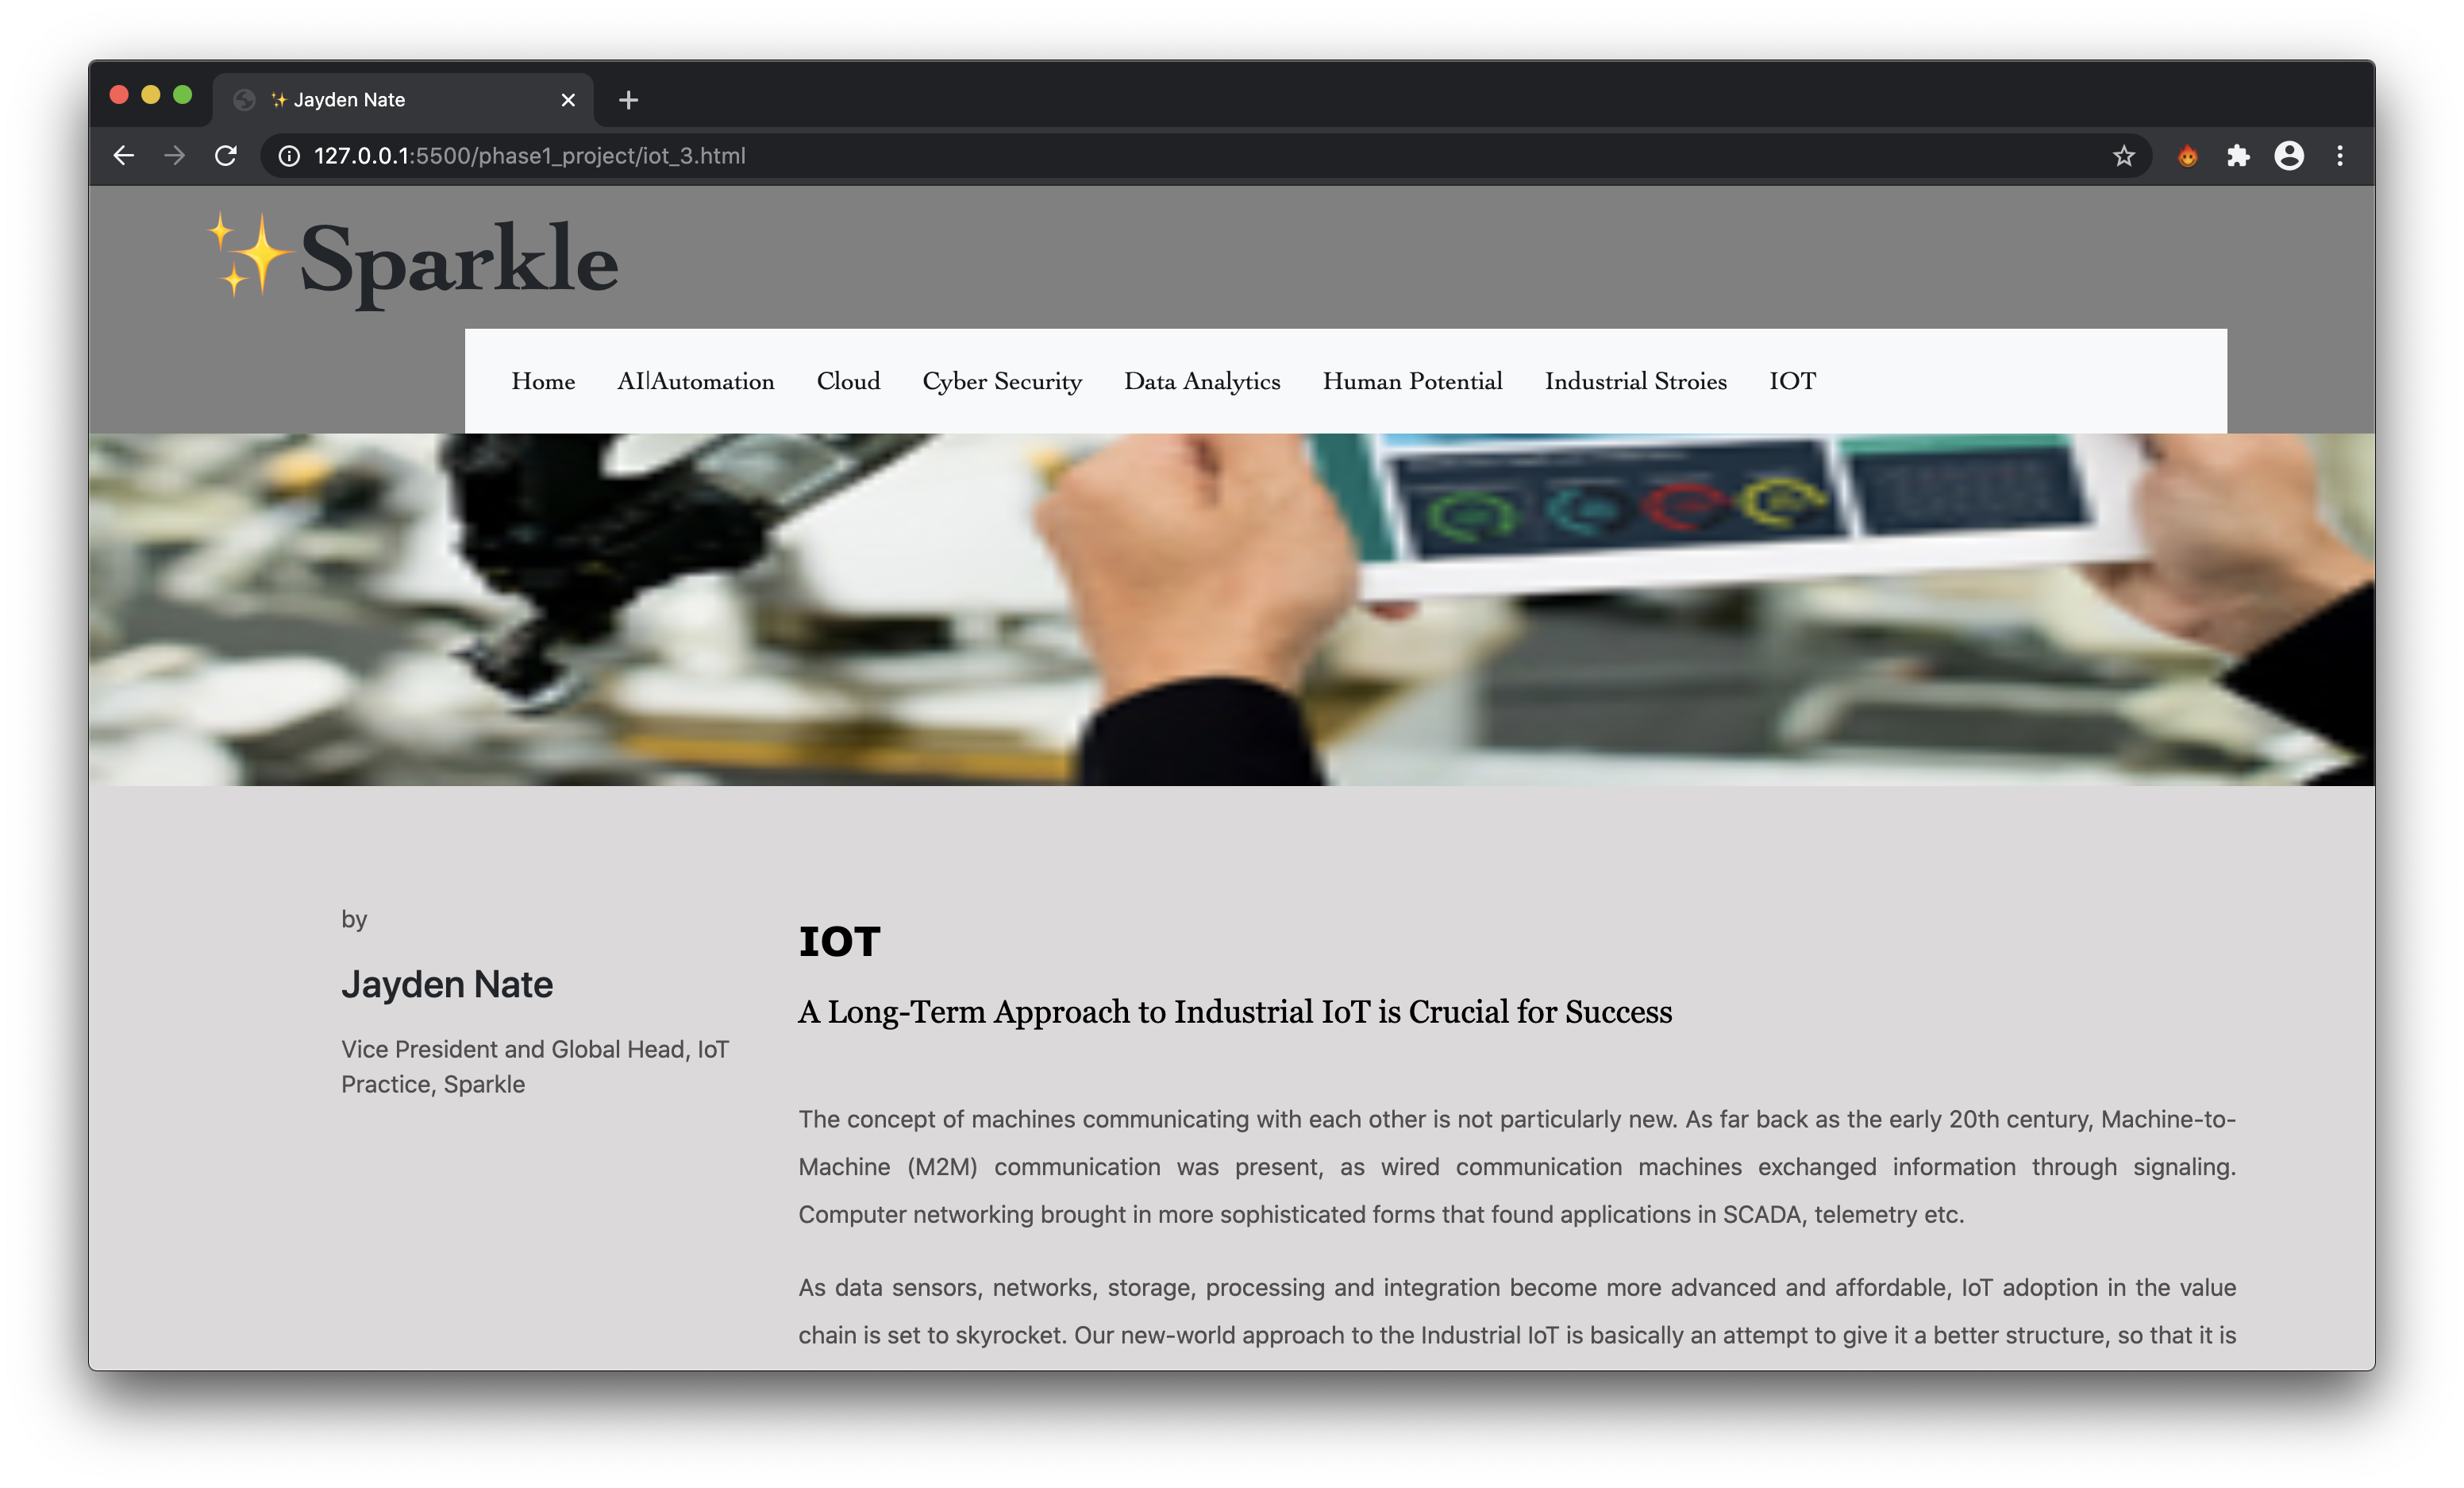 ✨ Jayden Nate
127.0.0.1:5500/phase1_project/iot_3.html
✨Sparkle
Home AI|Automation Cloud Cyber Security Data Analytics Human Potential Industrial Stroies IOT
by
Jayden Nate
Vice President and Global Head, IoT
Practice, Sparkle
IOT
A Long-Term Approach to Industrial IoT is Crucial for Success
The concept of machines communicating with each other is not particularly new. As far back as the early 20th century, Machine-to-
Machine (M2M) communication was present, as wired communication machines exchanged information through signaling.
Computer networking brought in more sophisticated forms that found applications in SCADA, telemetry etc.
As data sensors, networks, storage, processing and integration become more advanced and affordable, IoT adoption in the value
chain is set to skyrocket. Our new-world approach to the Industrial IoT is basically an attempt to give it a better structure, so that it is